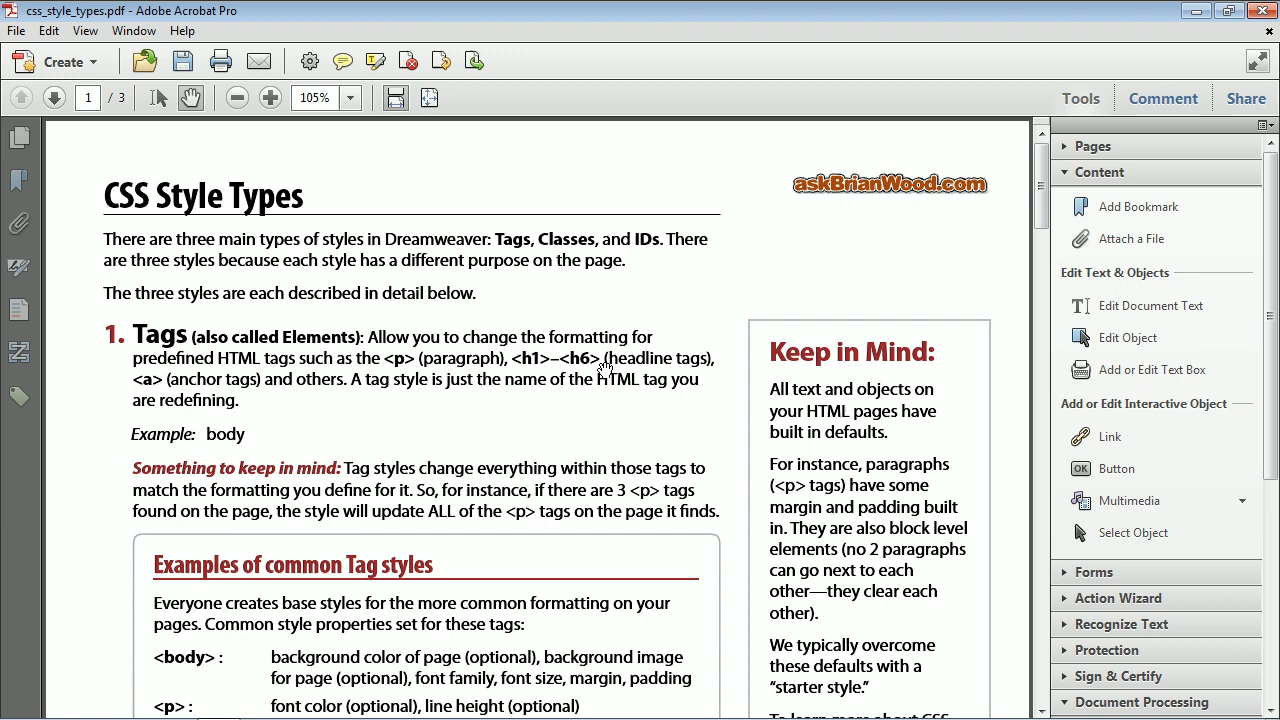 css_style_types.pdf - Adobe Acrobat Pro
File Edit View Window Help
Create
1 / 3 105% Tools Comment Share
CSS Style Types
askBrianWood.com
There are three main types of styles in Dreamweaver: Tags, Classes, and IDs. There
are three styles because each style has a different purpose on the page.
The three styles are each described in detail below.
1. Tags (also called Elements): Allow you to change the formatting for
predefined HTML tags such as the <p> (paragraph), <h1>–<h6> (headline tags),
<a> (anchor tags) and others. A tag style is just the name of the HTML tag you
are redefining.
Example: body
Something to keep in mind: Tag styles change everything within those tags to
match the formatting you define for it. So, for instance, if there are 3 <p> tags
found on the page, the style will update ALL of the <p> tags on the page it finds.
Examples of common Tag styles
Everyone creates base styles for the more common formatting on your
pages. Common style properties set for these tags:
<body> : background color of page (optional), background image
for page (optional), font family, font size, margin, padding
<p> : font color (optional), line height (optional)
Keep in Mind:
All text and objects on
your HTML pages have
built in defaults.
For instance, paragraphs
(<p> tags) have some
margin and padding built
in. They are also block level
elements (no 2 paragraphs
can go next to each
other—they clear each
other).
We typically overcome
these defaults with a
“starter style.”
To learn more about CSS
Pages
Content
Add Bookmark
Attach a File
Edit Text & Objects
Edit Document Text
Edit Object
Add or Edit Text Box
Add or Edit Interactive Object
Link
OK Button
Multimedia
Select Object
Forms
Action Wizard
Recognize Text
Protection
Sign & Certify
Document Processing